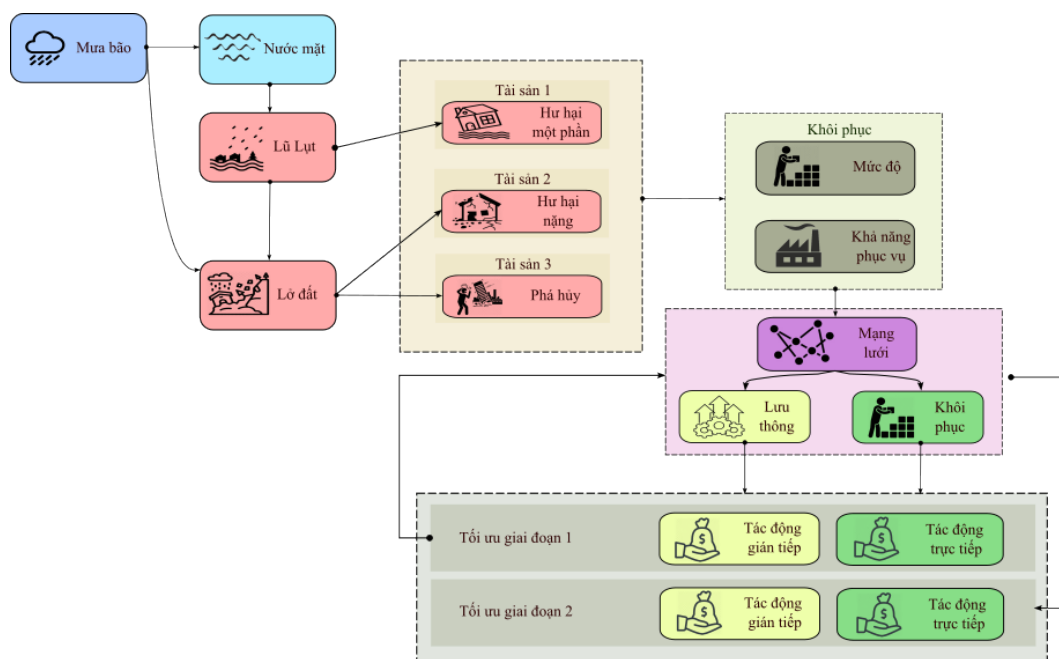 Mưa bão
Nước mặt
Lũ Lụt
Lở đất
Tài sản 1
Hư hại
một phần
Tài sản 2
Hư hại
nặng
Tài sản 3
Phá hủy
Khôi phục
Mức độ
Khả năng
phục vụ
Mạng
lưới
Lưu
thông
Khôi
phục
Tối ưu giai đoạn 1
Tác động
gián tiếp
Tác động
trực tiếp
Tối ưu giai đoạn 2
Tác động
gián tiếp
Tác động
trực tiếp